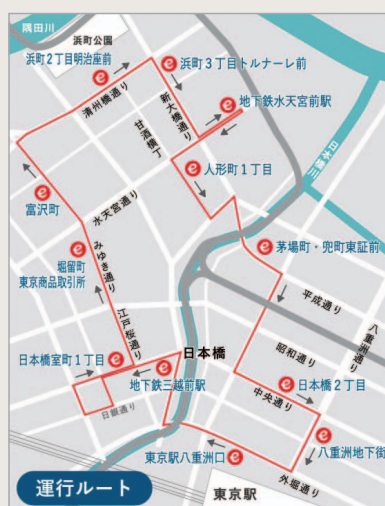 隅田川
浜町公園
浜町2丁目明治座前
浜町3丁目トルナーレ前
清州橋通り
新大橋通り
地下鉄水天宮前駅
甘酒横丁
日本橋川
人形町1丁目
水天宮通り
富沢町
茅場町・兜町東証前
堀留町
東京商品取引所
みゆき通り
平成通り
八重洲通り
江戸桜通り
日本橋
昭和通り
日本橋室町1丁目
地下鉄三越前駅
日本橋2丁目
中央通り
日銀通り
八重洲地下街
東京駅八重洲口
外堀通り
運行ルート
東京駅